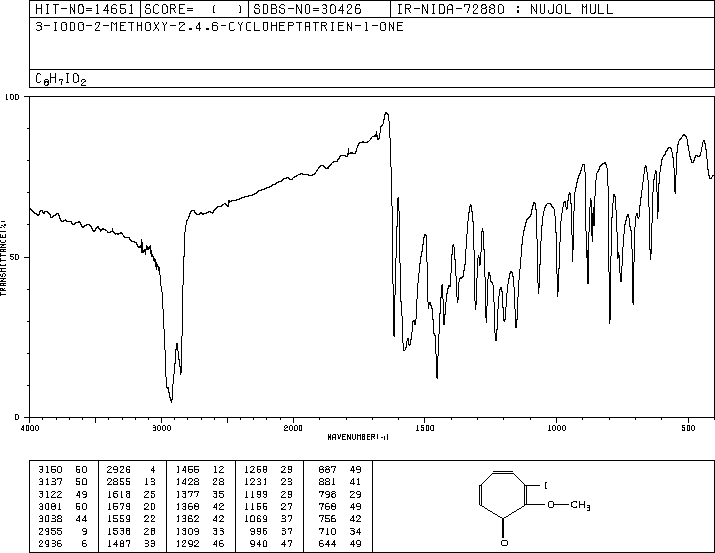 HIT-NO=14651 SCORE= ( ) SDBS-NO=30426 IR-NIDA-72880 : NUJOL MULL
3-IODO-2-METHOXY-2.4.6-CYCLOHEPTATRIEN-1-ONE
C8H7IO2
100
50
0
TRANSMITTANCE(%)
4000 3000 2000 1500 1000 500
WAVENUMBER(-1)
3160 60 2926 4 1456 12 1268 29 887 49
3137 50 2855 13 1428 28 1231 23 881 41
3122 49 1618 25 1377 35 1199 29 798 29
3081 60 1579 20 1368 42 1156 27 768 49
3038 44 1559 22 1362 42 1069 37 756 42
2955 9 1538 28 1309 33 996 37 710 34
2936 6 1487 33 1292 46 940 47 644 49
I
O-CH3
O